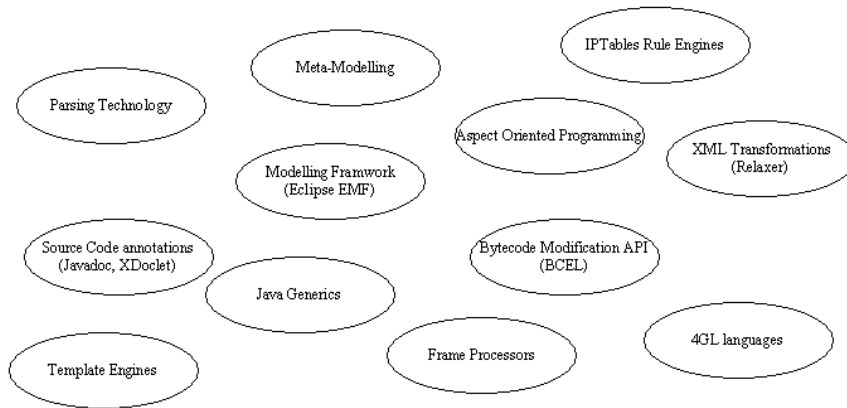 IPTables Rule Engines
Meta-Modelling
Parsing Technology
Aspect Oriented Programming
XML Transformations
(Relaxer)
Modelling Framwork
(Eclipse EMF)
Source Code annotations
(Javadoc, XDoclet)
Bytecode Modification API
(BCEL)
Java Generics
4GL languages
Frame Processors
Template Engines